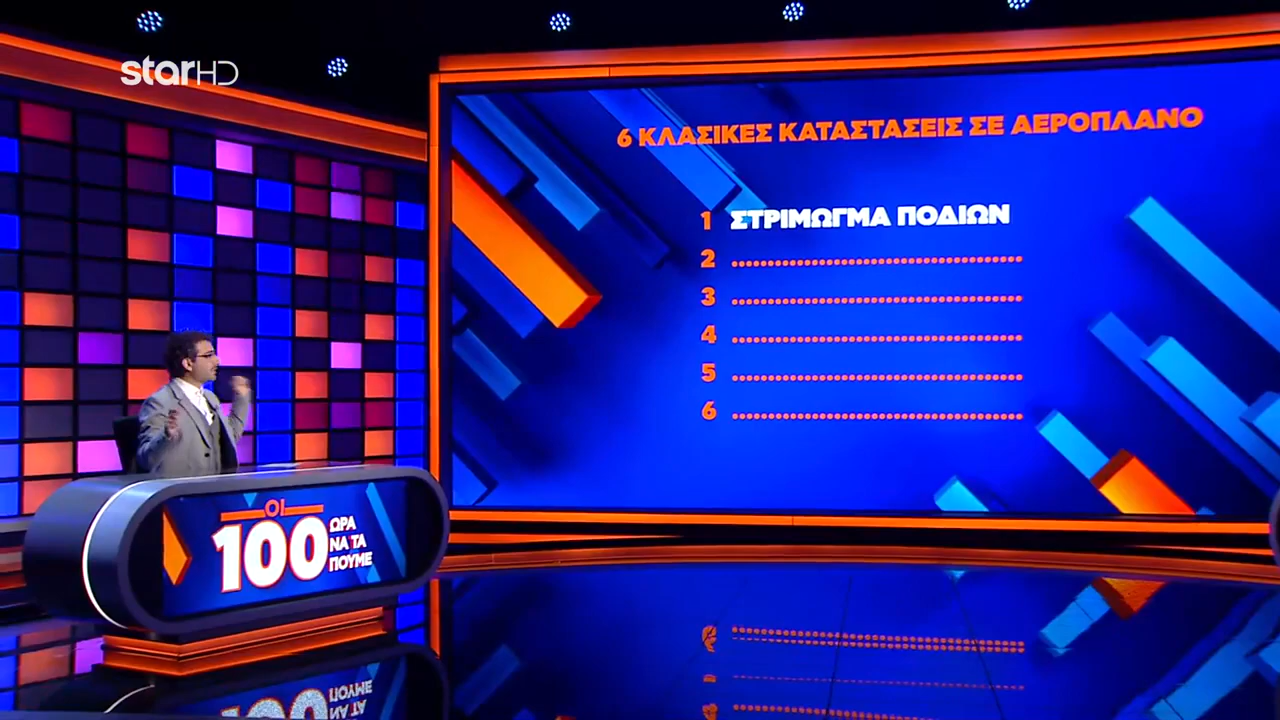 starHD
6 ΚΛΑΣΙΚΕΣ ΚΑΤΑΣΤΑΣΕΙΣ ΣΕ ΑΕΡΟΠΛΑΝΟ
1 ΣΤΡΙΜΩΓΜΑ ΠΟΔΙΩΝ
2 ........................................
3 ........................................
4 ........................................
5 ........................................
6 ........................................
ΟΙ
100
ΩΡΑ
ΝΑ ΤΑ
ΠΟΥΜΕ